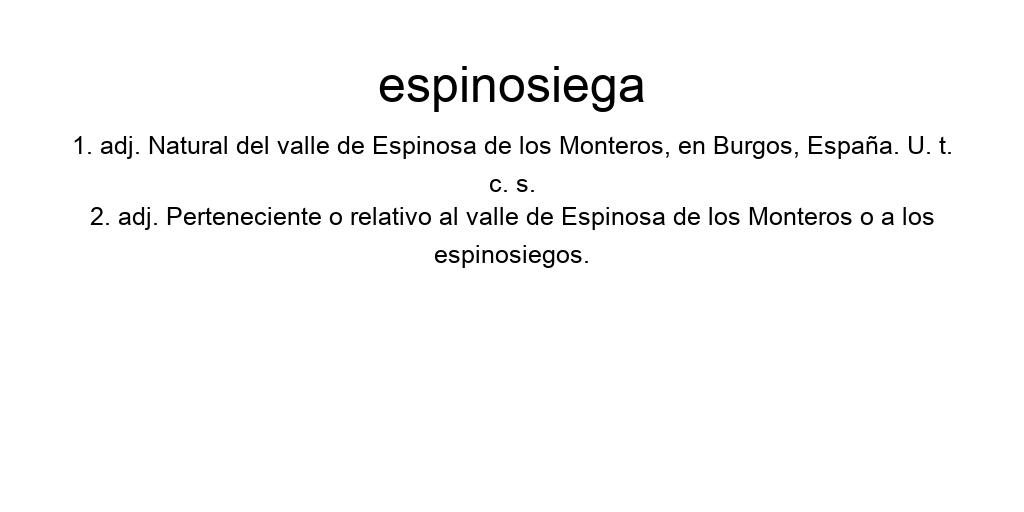 espinosiega
1. adj. Natural del valle de Espinosa de los Monteros, en Burgos, España. U. t.
c. s.
2. adj. Perteneciente o relativo al valle de Espinosa de los Monteros o a los
espinosiegos.